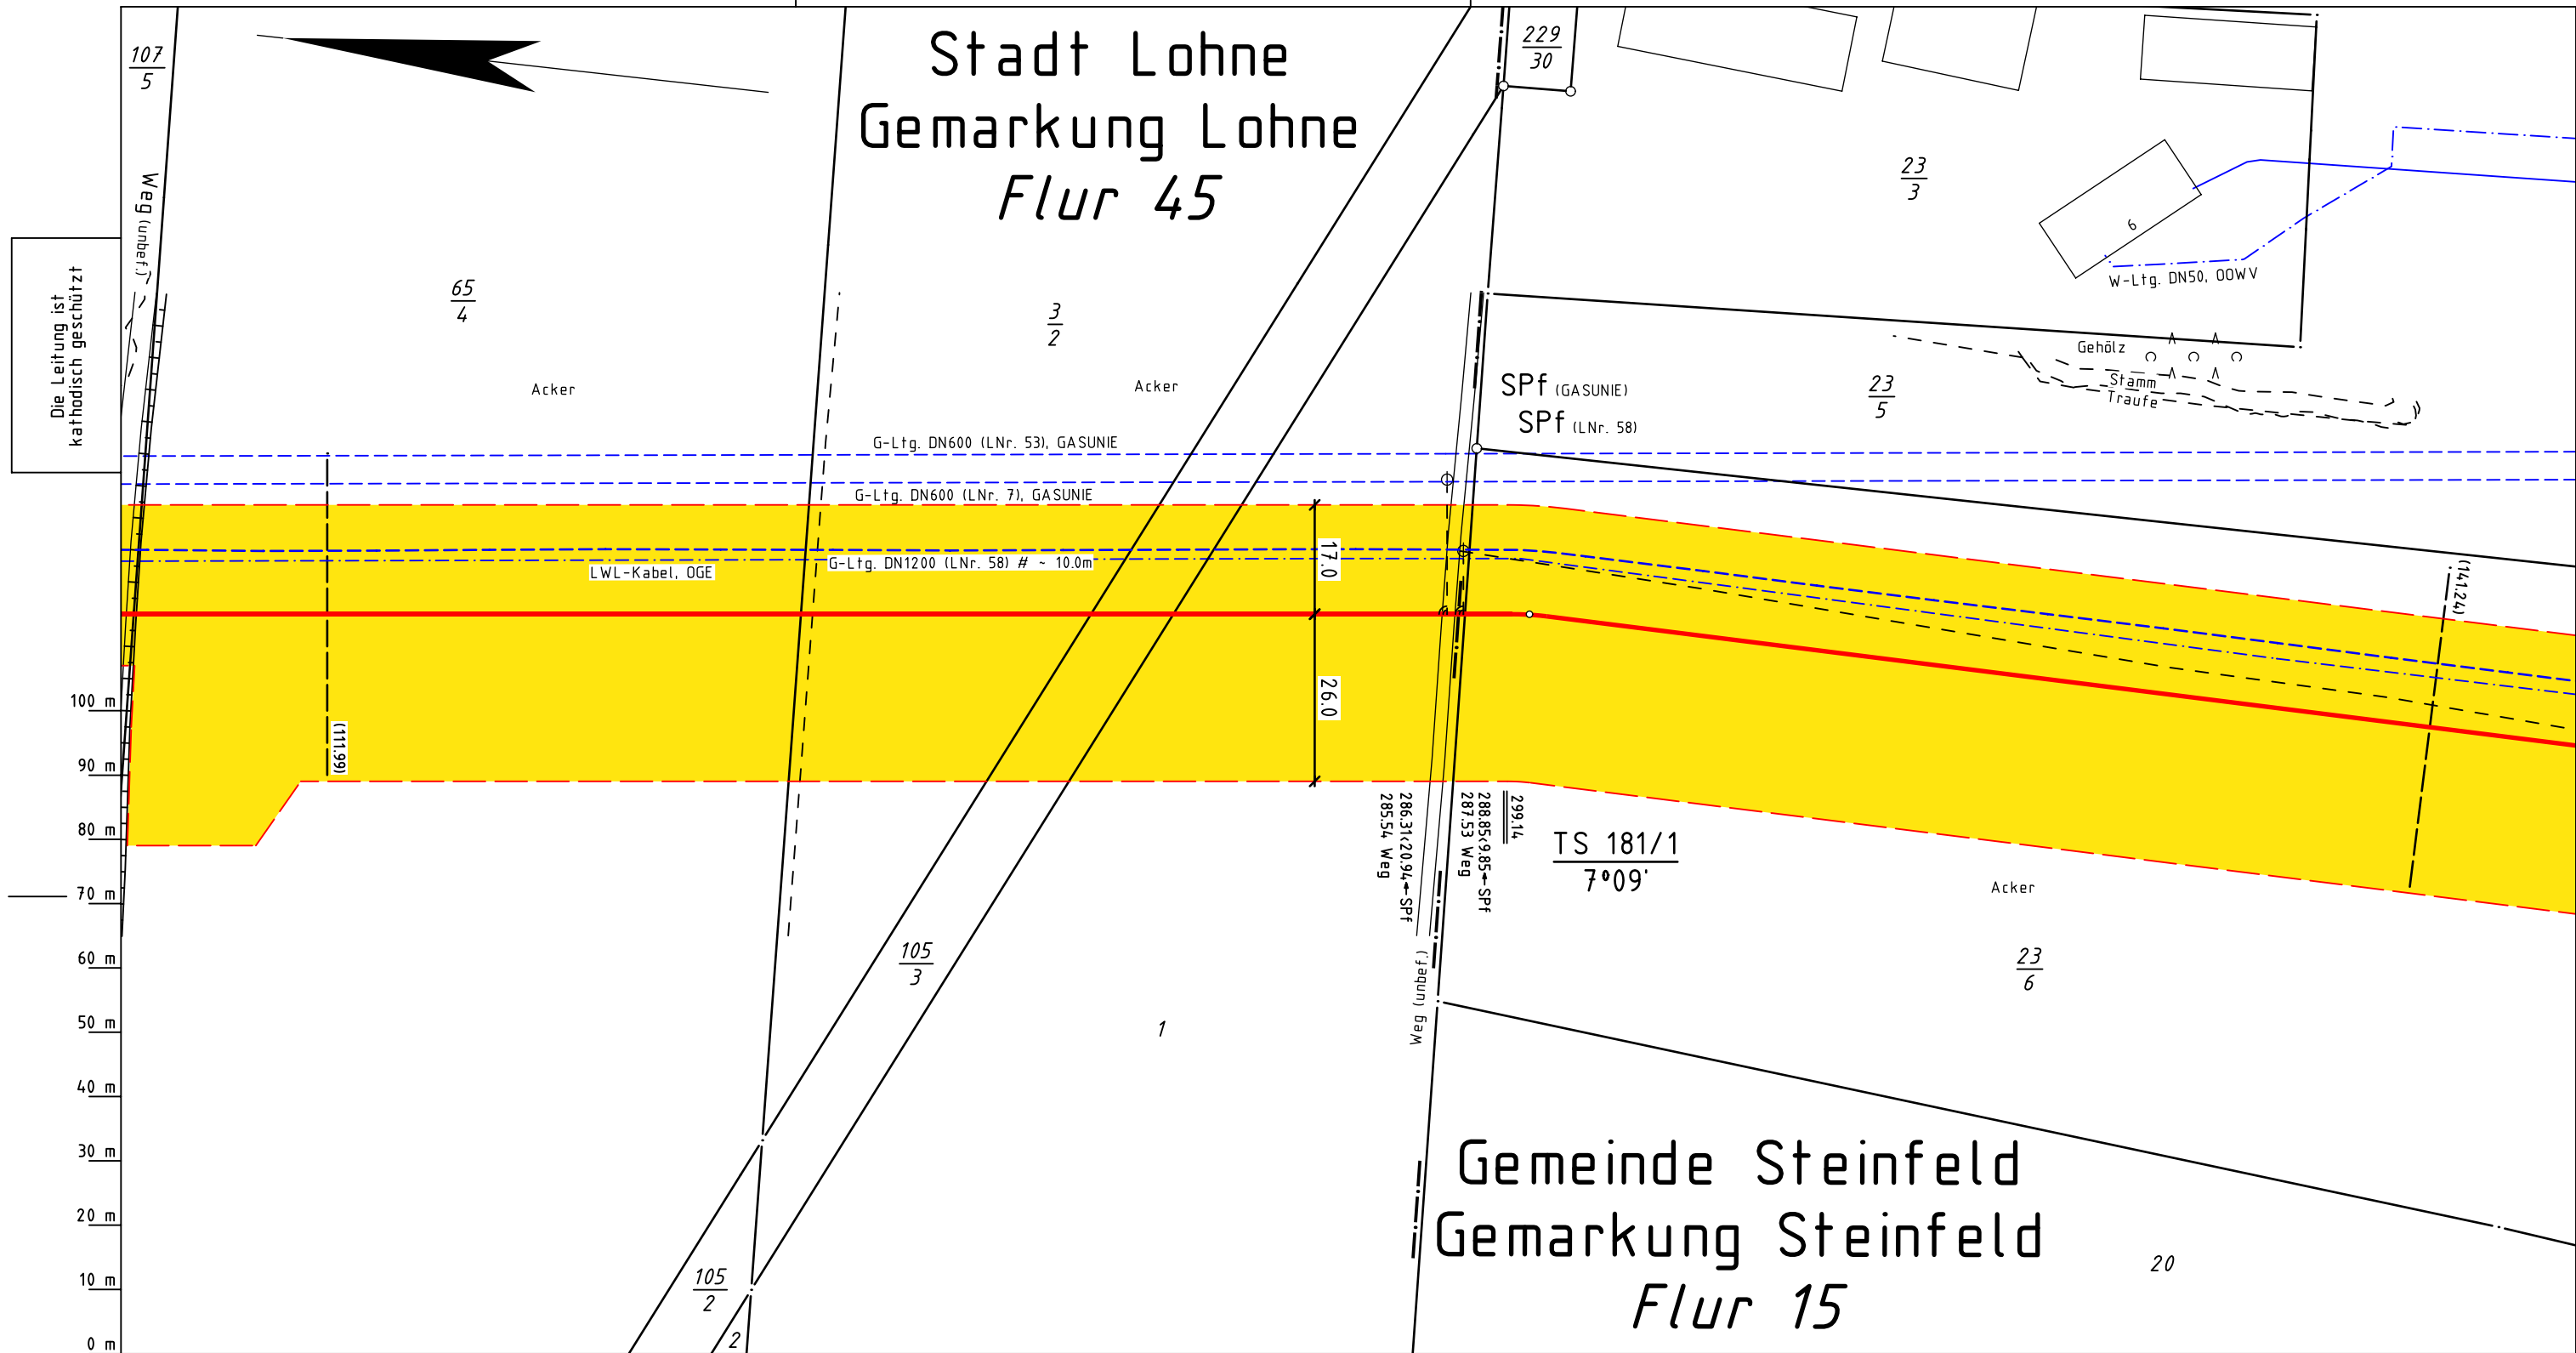 Stadt Lohne
Gemarkung Lohne
Flur 45
107
5
229
30
23
3
6
W-Ltg. DN50, OOWV
Weg (unbef.)
Die Leitung ist
kathodisch geschützt
65
4
3
2
Acker
Acker
Gehölz
Stamm
Traufe
SPf (GASUNIE)
SPf (LNr. 58)
23
5
G-Ltg. DN600 (LNr. 53), GASUNIE
G-Ltg. DN600 (LNr. 7), GASUNIE
LWL-Kabel, OGE
G-Ltg. DN1200 (LNr. 58) # ~ 10.0m
17.0
26.0
(111.99)
(141.24)
299.14
288.85<9.85←SPf
287.53 Weg
286.31<20.94←SPf
285.54 Weg
TS 181/1
7°09'
Acker
100 m
90 m
80 m
70 m
60 m
50 m
40 m
30 m
20 m
10 m
0 m
105
3
1
Weg (unbef.)
23
6
105
2
2
Gemeinde Steinfeld
Gemarkung Steinfeld
Flur 15
20